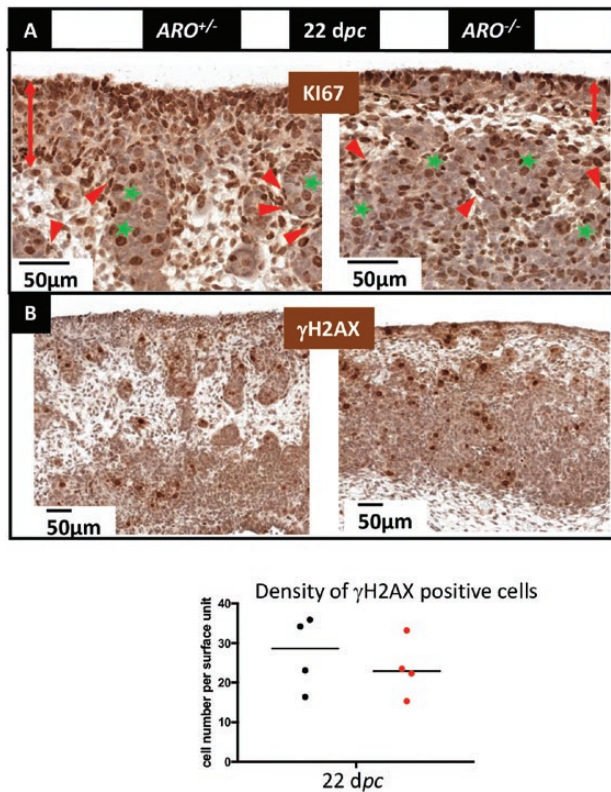 A ARO+/- 22 dpc ARO-/-
KI67
50µm 50µm
B
γH2AX
50µm 50µm
Density of γH2AX positive cells
cell number per surface unit
40
30
20
10
0
22 dpc